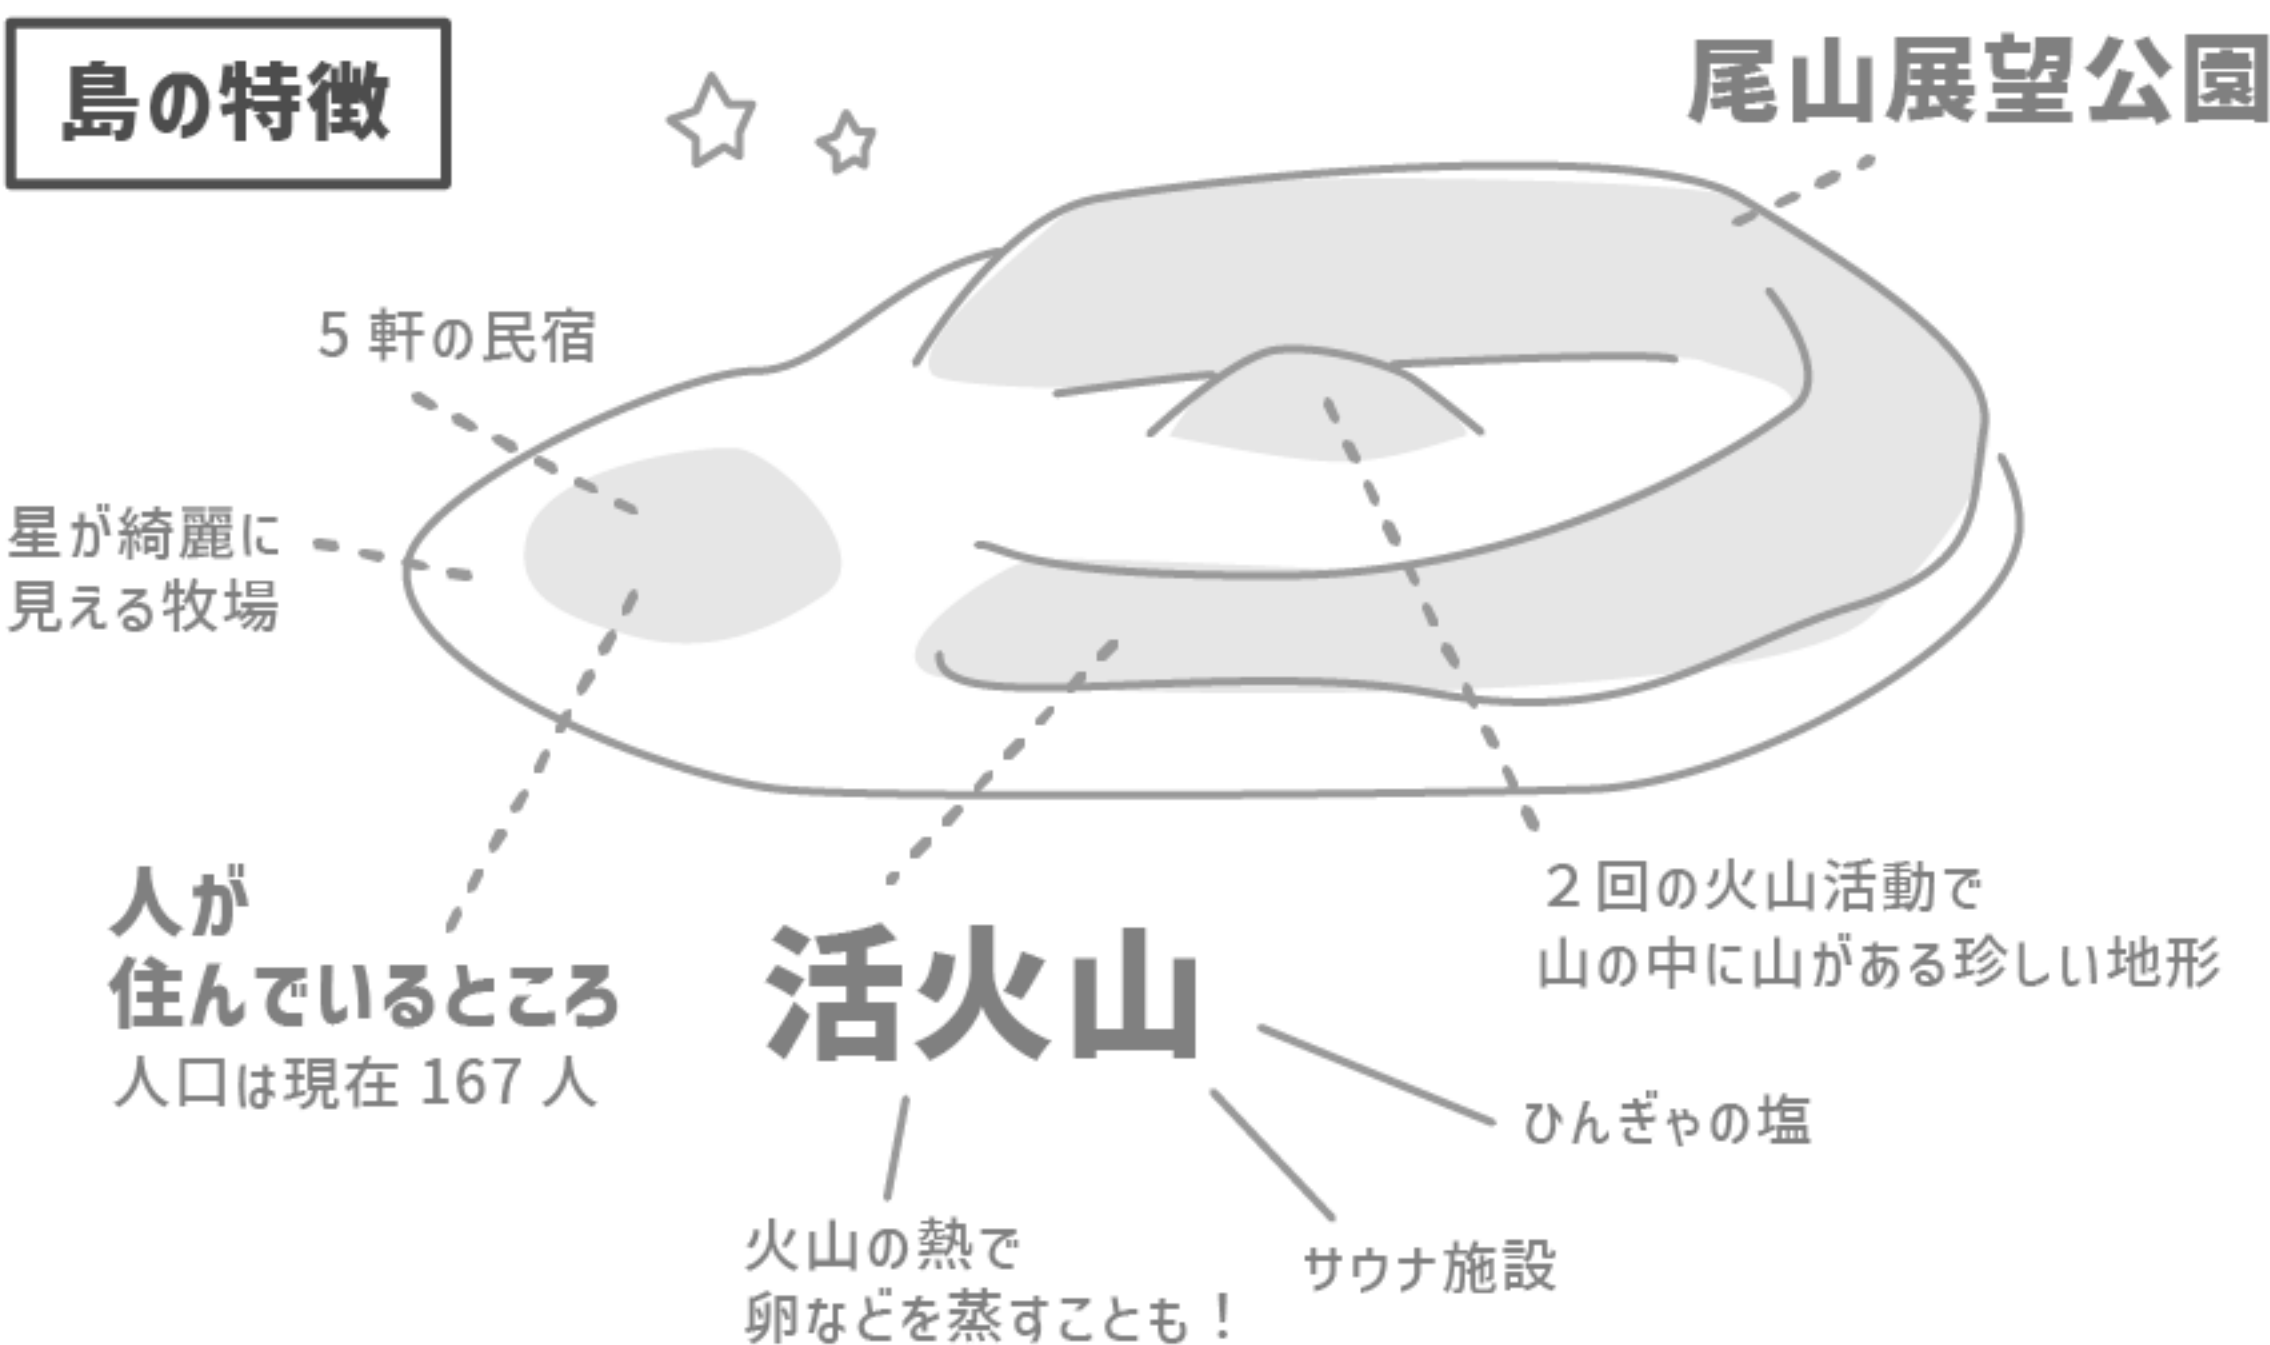 島の特徴
尾山展望公園
5 軒の民宿
星が綺麗に
見える牧場
人が
住んでいるところ
人口は現在 167 人
活火山
２回の火山活動で
山の中に山がある珍しい地形
ひんぎゃの塩
サウナ施設
火山の熱で
卵などを蒸すことも！